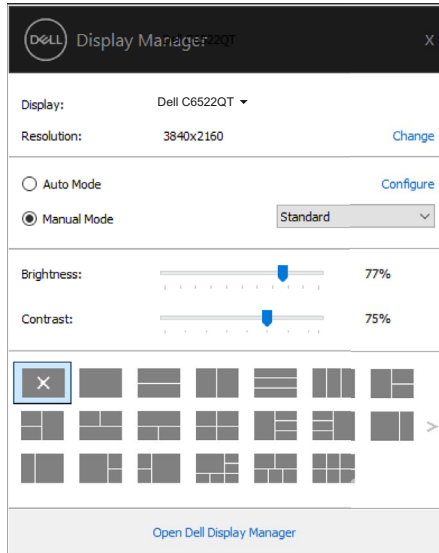 DELL Display Manager X
Display: Dell C6522QT
Resolution: 3840x2160 Change
Auto Mode Configure
Manual Mode Standard
Brightness: 77%
Contrast: 75%
Open Dell Display Manager